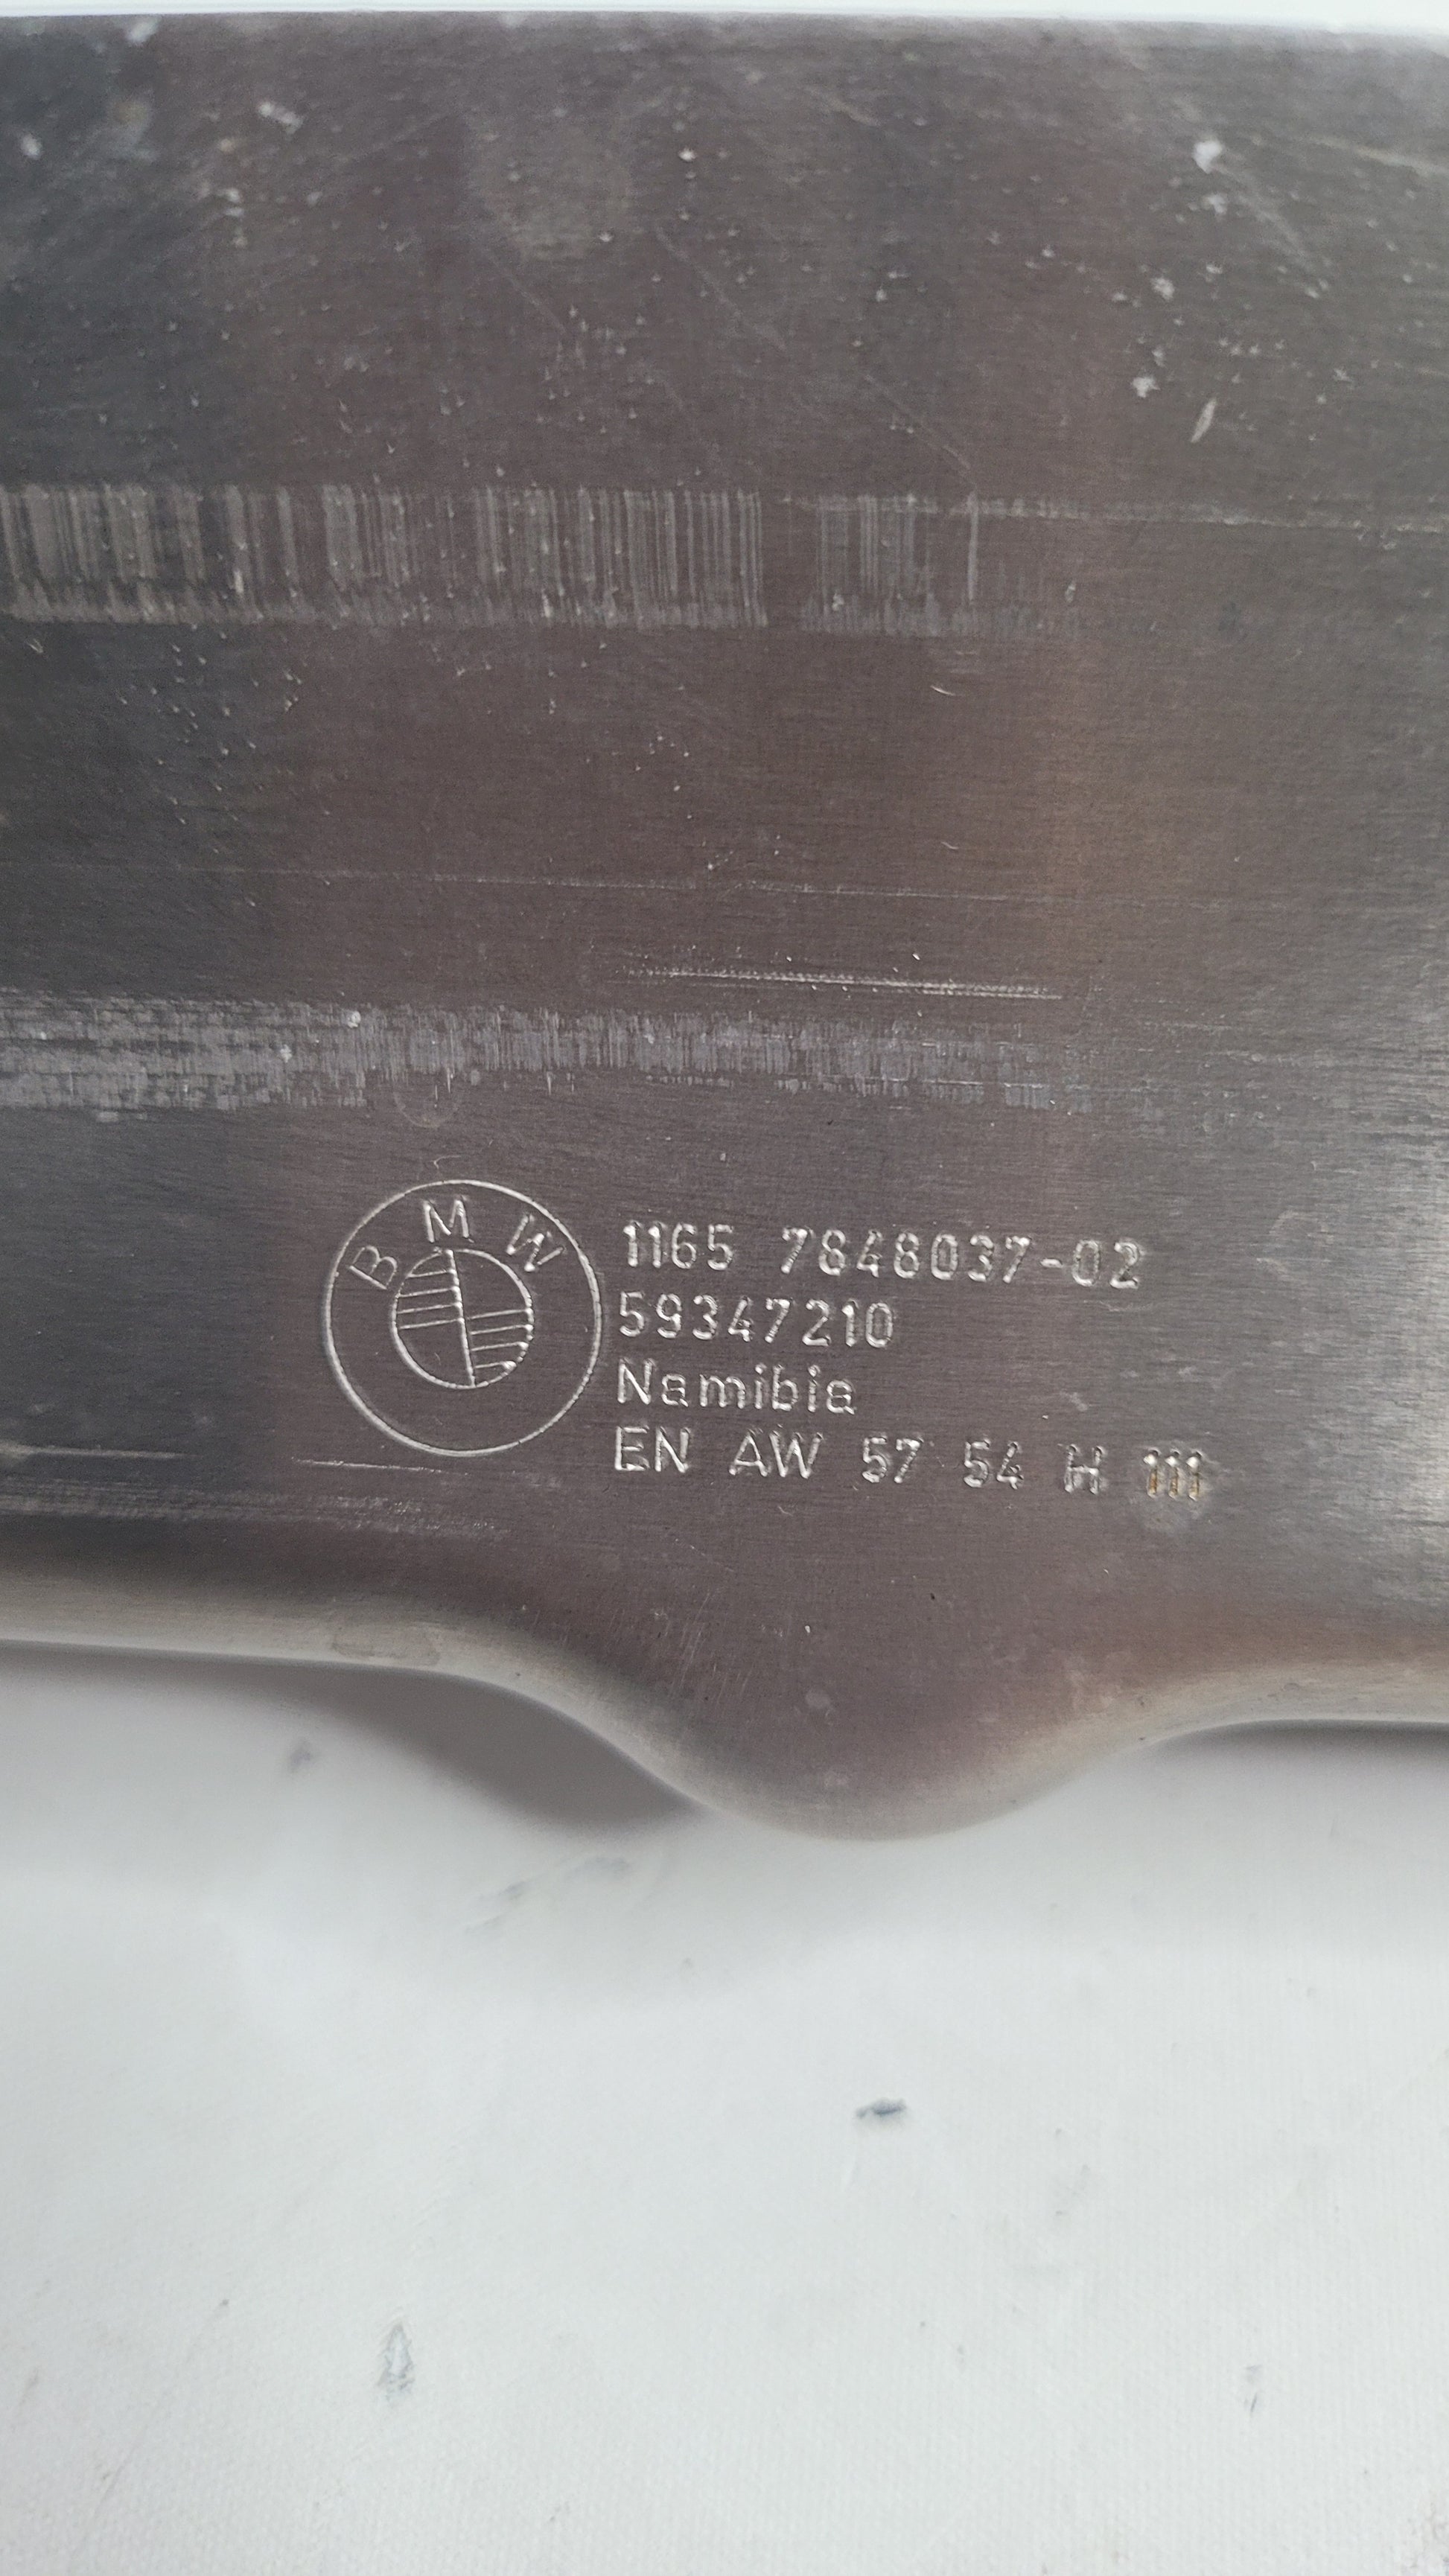 BMW
1165 7848037-02
59347210
Namibia
EN AW 57 54 H 111